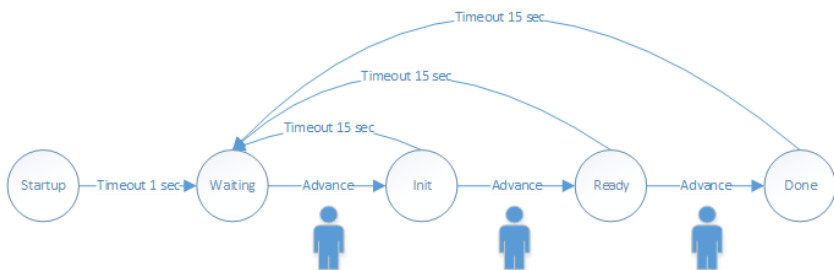 Timeout 15 sec
Timeout 15 sec
Timeout 15 sec
Startup
Timeout 1 sec
Waiting
Advance
Init
Advance
Ready
Advance
Done